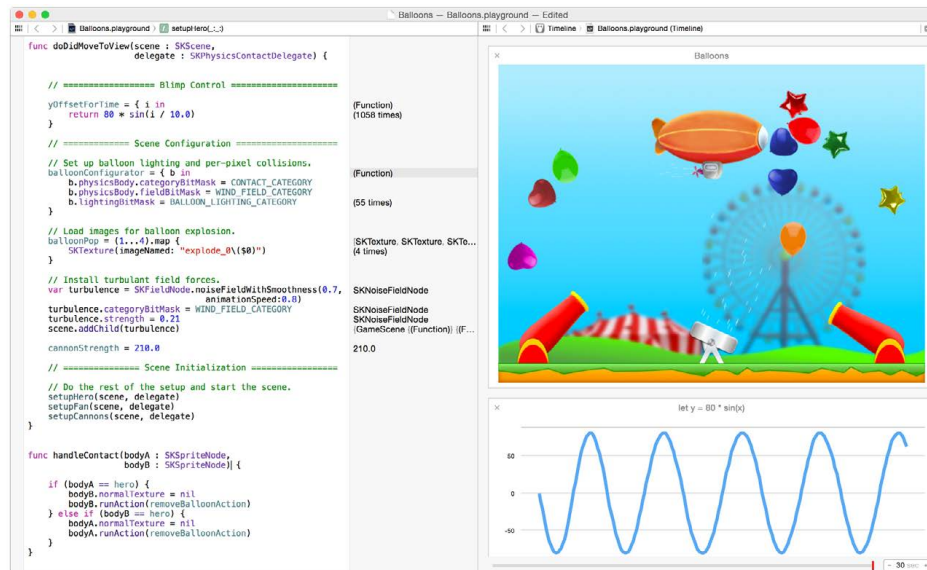 Balloons — Balloons.playground — Edited
Balloons.playground › setupHero(_:_:)
Timeline › Balloons.playground (Timeline)
func doDidMoveToView(scene : SKScene,
delegate : SKPhysicsContactDelegate) {
// ================== Blimp Control =====================
yOffsetForTime = { i in
(Function)
return 80 * sin(i / 10.0)
(1058 times)
}
// ============= Scene Configuration ====================
// Set up balloon lighting and per-pixel collisions.
balloonConfigurator = { b in
(Function)
b.physicsBody.categoryBitMask = CONTACT_CATEGORY
b.physicsBody.fieldBitMask = WIND_FIELD_CATEGORY
b.lightingBitMask = BALLOON_LIGHTING_CATEGORY
(55 times)
}
// Load images for balloon explosion.
balloonPop = (1...4).map {
[SKTexture, SKTexture, SKTe...
SKTexture(imageNamed: "explode_0\($0)")
(4 times)
}
// Install turbulant field forces.
var turbulence = SKFieldNode.noiseFieldWithSmoothness(0.7,
SKNoiseFieldNode
animationSpeed:0.8)
turbulence.categoryBitMask = WIND_FIELD_CATEGORY
SKNoiseFieldNode
turbulence.strength = 0.21
SKNoiseFieldNode
scene.addChild(turbulence)
{GameScene {(Function)} {(F...
cannonStrength = 210.0
210.0
// =============== Scene Initialization =================
// Do the rest of the setup and start the scene.
setupHero(scene, delegate)
setupFan(scene, delegate)
setupCannons(scene, delegate)
}
func handleContact(bodyA : SKSpriteNode,
bodyB : SKSpriteNode) {
if (bodyA == hero) {
bodyB.normalTexture = nil
bodyB.runAction(removeBalloonAction)
} else if (bodyB == hero) {
bodyA.normalTexture = nil
bodyA.runAction(removeBalloonAction)
}
}
Balloons
let y = 80 * sin(x)
50
0
-50
- 30 sec +